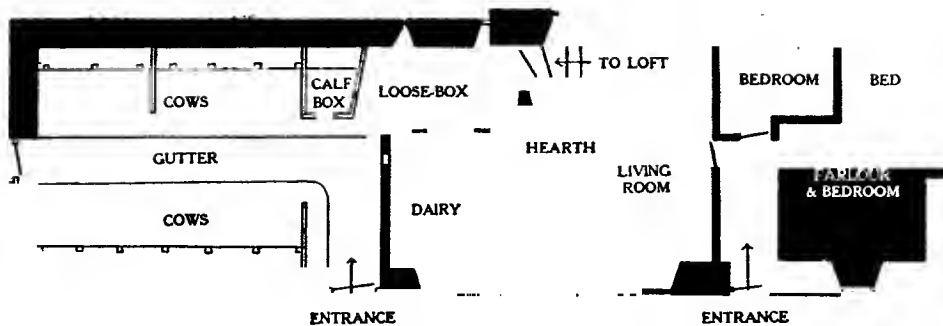 TO LOFT
BEDROOM
BED
CALF
BOX
LOOSE-BOX
COWS
GUTTER
HEARTH
LIVING
ROOM
PARLOUR
& BEDROOM
DAIRY
COWS
ENTRANCE
ENTRANCE